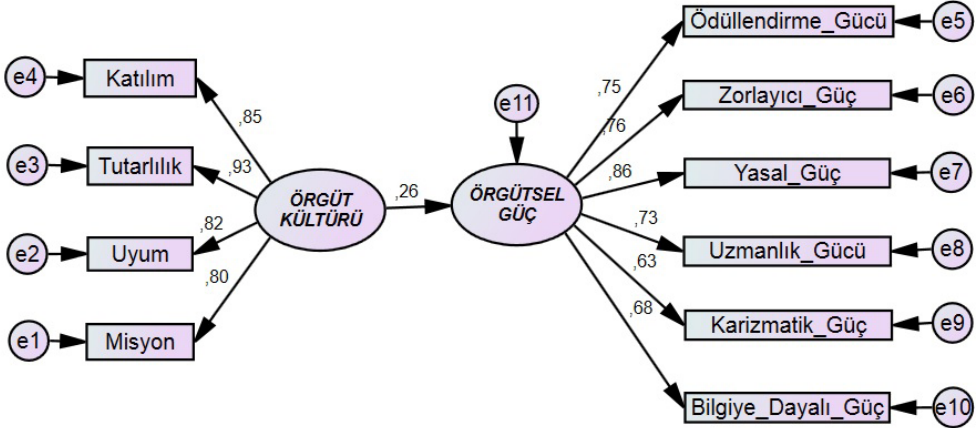 e4
Katılım
,85
e3
Tutarlılık
,93
e2
Uyum
,82
e1
Misyon
,80
ÖRGÜT
KÜLTÜRÜ
,26
e11
ÖRGÜTSEL
GÜÇ
,75
Ödüllendirme_Gücü
e5
,76
Zorlayıcı_Güç
e6
,86
Yasal_Güç
e7
,73
Uzmanlık_Gücü
e8
,63
Karizmatik_Güç
e9
,68
Bilgiye_Dayalı_Güç
e10